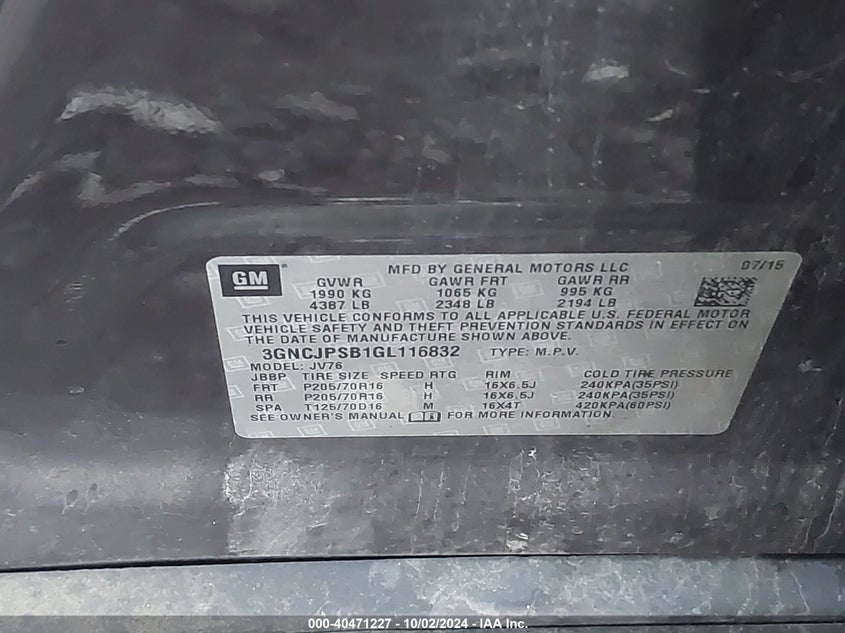 GM ® MFD BY GENERAL MOTORS LLC 07/15
GVWR GAWR FRT GAWR RR
1990 KG 1065 KG 995 KG
4387 LB 2348 LB 2194 LB
THIS VEHICLE CONFORMS TO ALL APPLICABLE U.S. FEDERAL MOTOR
VEHICLE SAFETY AND THEFT PREVENTION STANDARDS IN EFFECT ON
THE DATE OF MANUFACTURE SHOWN ABOVE.
3GNCJPSB1GL116832 TYPE: M.P.V.
MODEL: JV76
JBBP TIRE SIZE SPEED RTG RIM COLD TIRE PRESSURE
FRT P205/70R16 H 16X6.5J 240KPA(35PSI)
RR P205/70R16 H 16X6.5J 240KPA(35PSI)
SPA T125/70D16 M 16X4T 420KPA(60PSI)
SEE OWNER'S MANUAL FOR MORE INFORMATION.
000-40471227 - 10/02/2024 - IAA Inc.